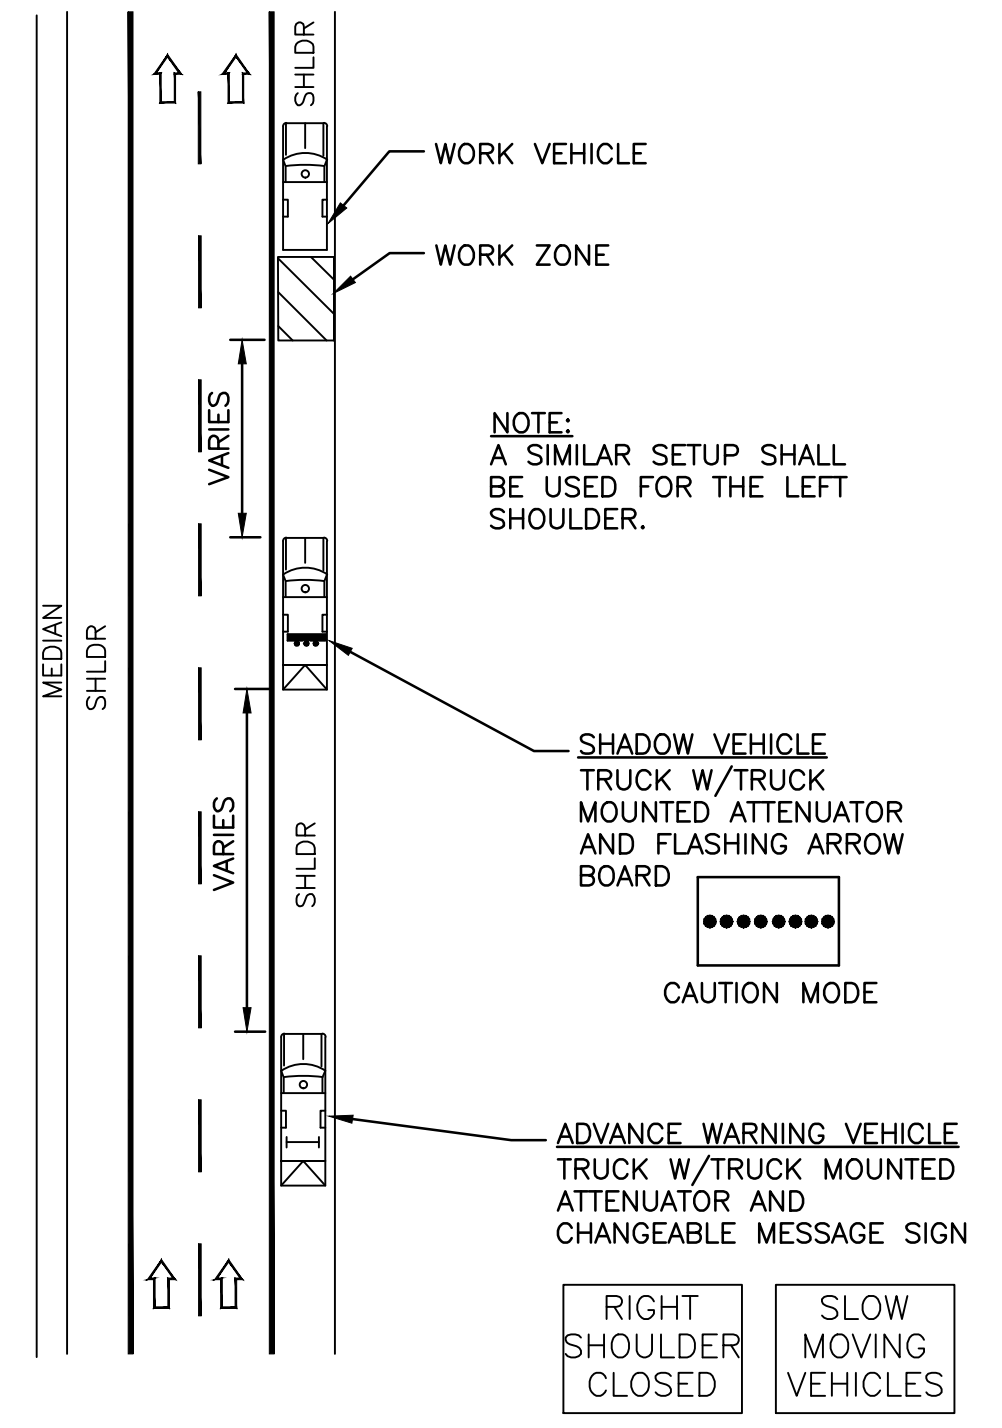 SHLDR
WORK VEHICLE
WORK ZONE
VARIES
NOTE:
A SIMILAR SETUP SHALL
BE USED FOR THE LEFT
SHOULDER.
MEDIAN
SHLDR
SHADOW VEHICLE
TRUCK W/TRUCK
MOUNTED ATTENUATOR
AND FLASHING ARROW
BOARD
VARIES
SHLDR
CAUTION MODE
ADVANCE WARNING VEHICLE
TRUCK W/TRUCK MOUNTED
ATTENUATOR AND
CHANGEABLE MESSAGE SIGN
RIGHT
SHOULDER
CLOSED
SLOW
MOVING
VEHICLES